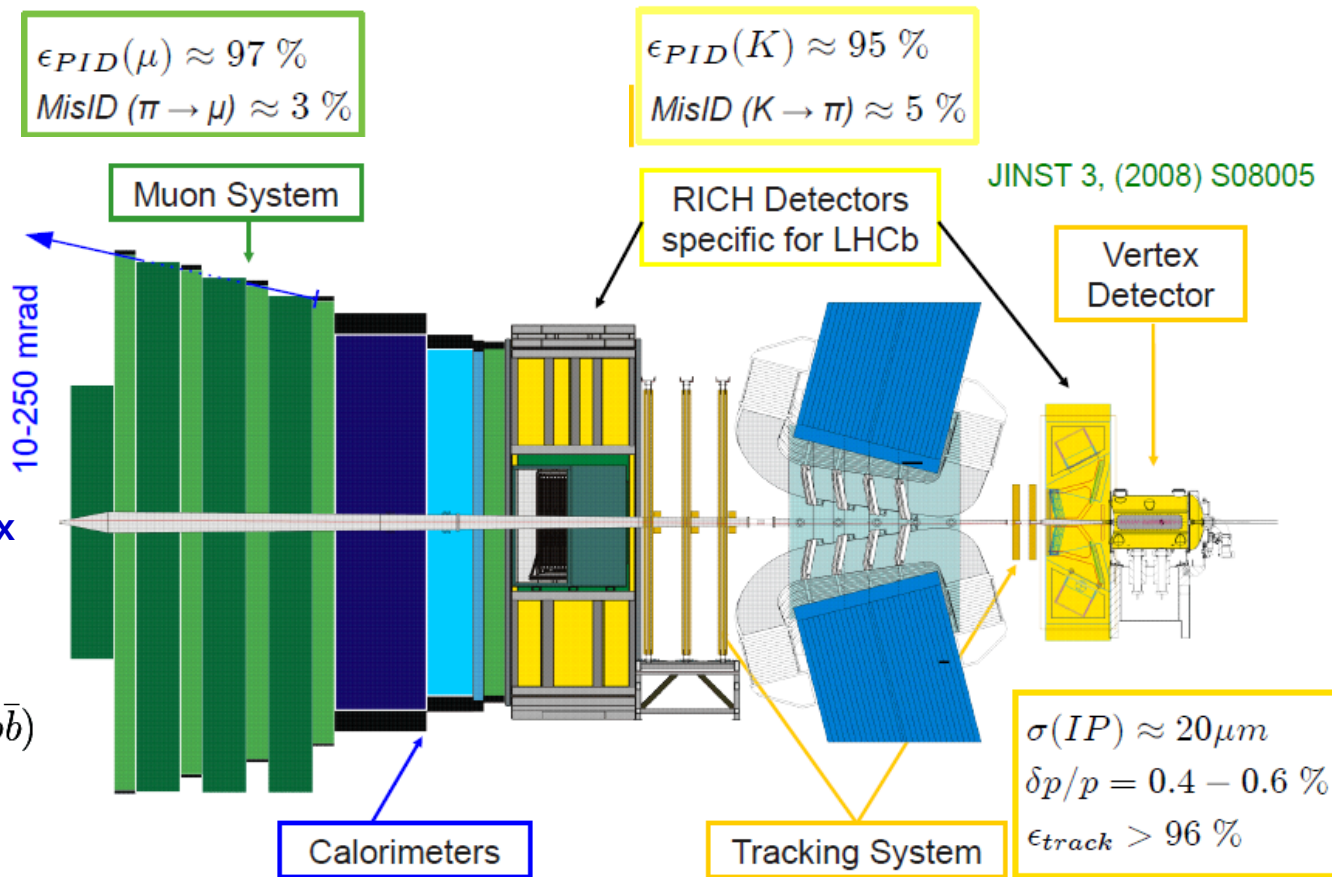 ϵ_PID(μ) ≈ 97 %
MisID (π → μ) ≈ 3 %
ϵ_PID(K) ≈ 95 %
MisID (K → π) ≈ 5 %
JINST 3, (2008) S08005
Muon System
RICH Detectors
specific for LHCb
Vertex
Detector
10-250 mrad
x
b̄)
σ(IP) ≈ 20μm
δp/p = 0.4 – 0.6 %
ϵ_track > 96 %
Calorimeters
Tracking System